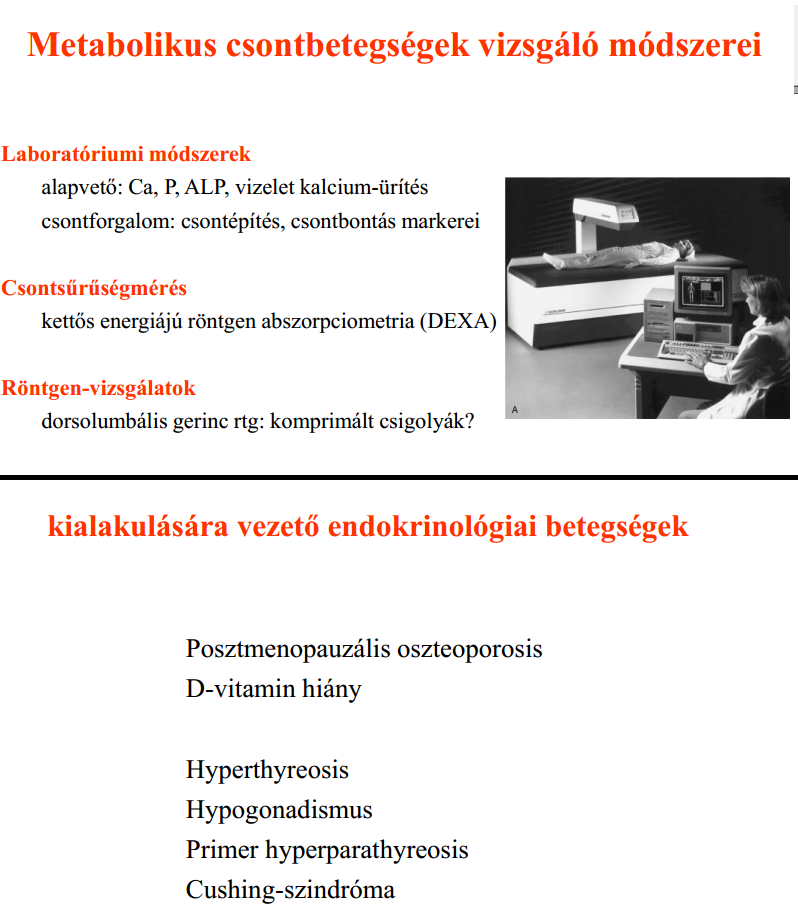 Metabolikus csontbetegségek vizsgáló módszerei
Laboratóriumi módszerek
alapvető: Ca, P, ALP, vizelet kalcium-ürítés
csontforgalom: csontépítés, csontbontás markerei
Csontsűrűségmérés
kettős energiájú röntgen abszorpciometria (DEXA)
Röntgen-vizsgálatok
dorsolumbális gerinc rtg: komprimált csigolyák?
A
kialakulására vezető endokrinológiai betegségek
Posztmenopauzális oszteoporosis
D-vitamin hiány
Hyperthyreosis
Hypogonadismus
Primer hyperparathyreosis
Cushing-szindróma